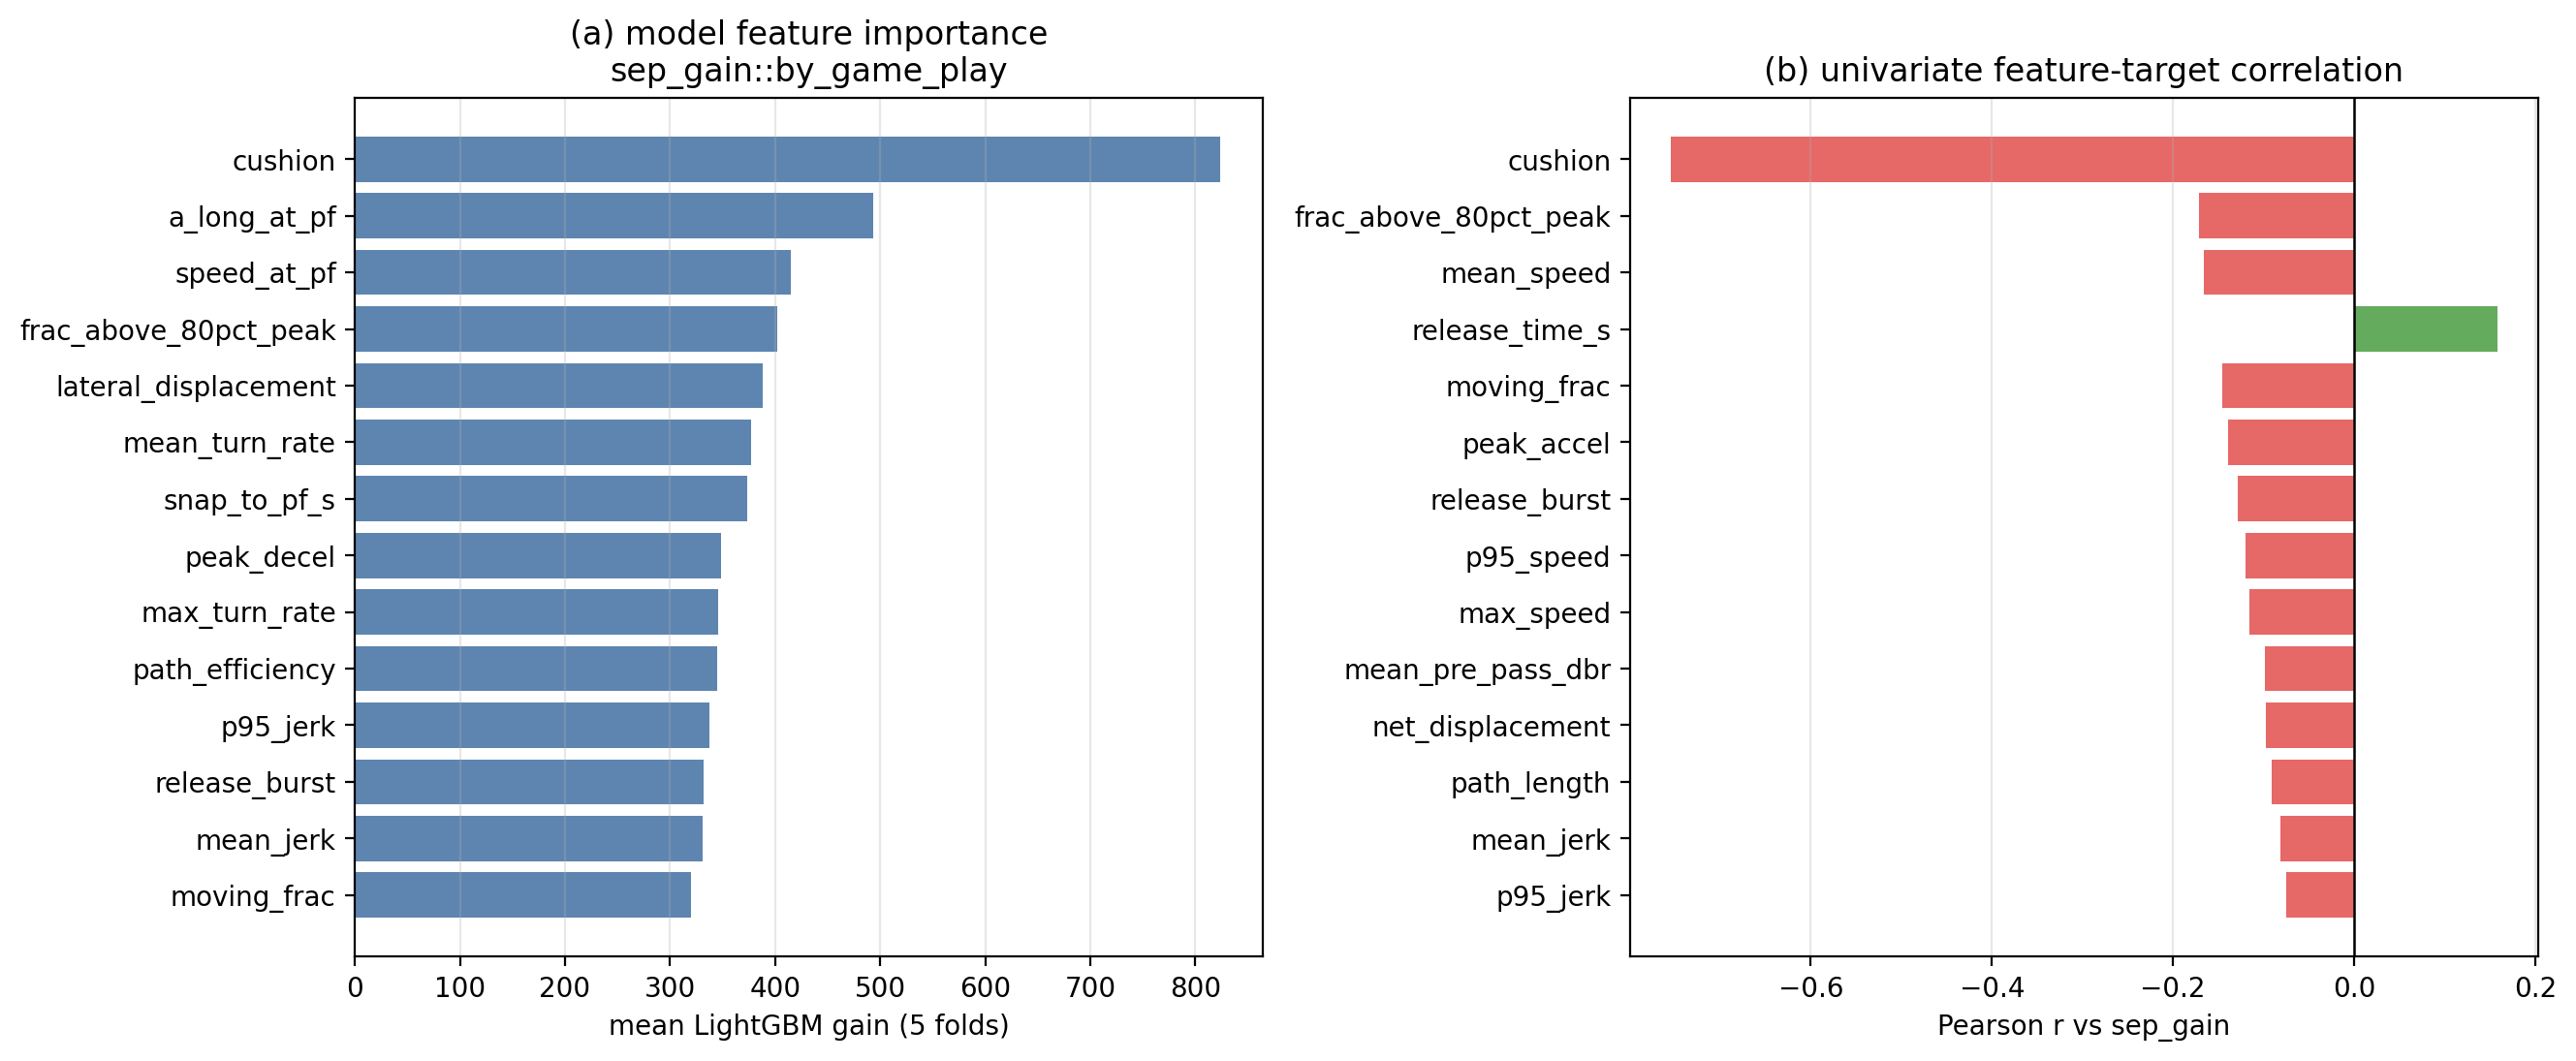 (a) model feature importance
sep_gain::by_game_play
cushion
a_long_at_pf
speed_at_pf
frac_above_80pct_peak
lateral_displacement
mean_turn_rate
snap_to_pf_s
peak_decel
max_turn_rate
path_efficiency
p95_jerk
release_burst
mean_jerk
moving_frac
0 100 200 300 400 500 600 700 800
mean LightGBM gain (5 folds)
(b) univariate feature-target correlation
cushion
frac_above_80pct_peak
mean_speed
release_time_s
moving_frac
peak_accel
release_burst
p95_speed
max_speed
mean_pre_pass_dbr
net_displacement
path_length
mean_jerk
p95_jerk
−0.6 −0.4 −0.2 0.0 0.2
Pearson r vs sep_gain